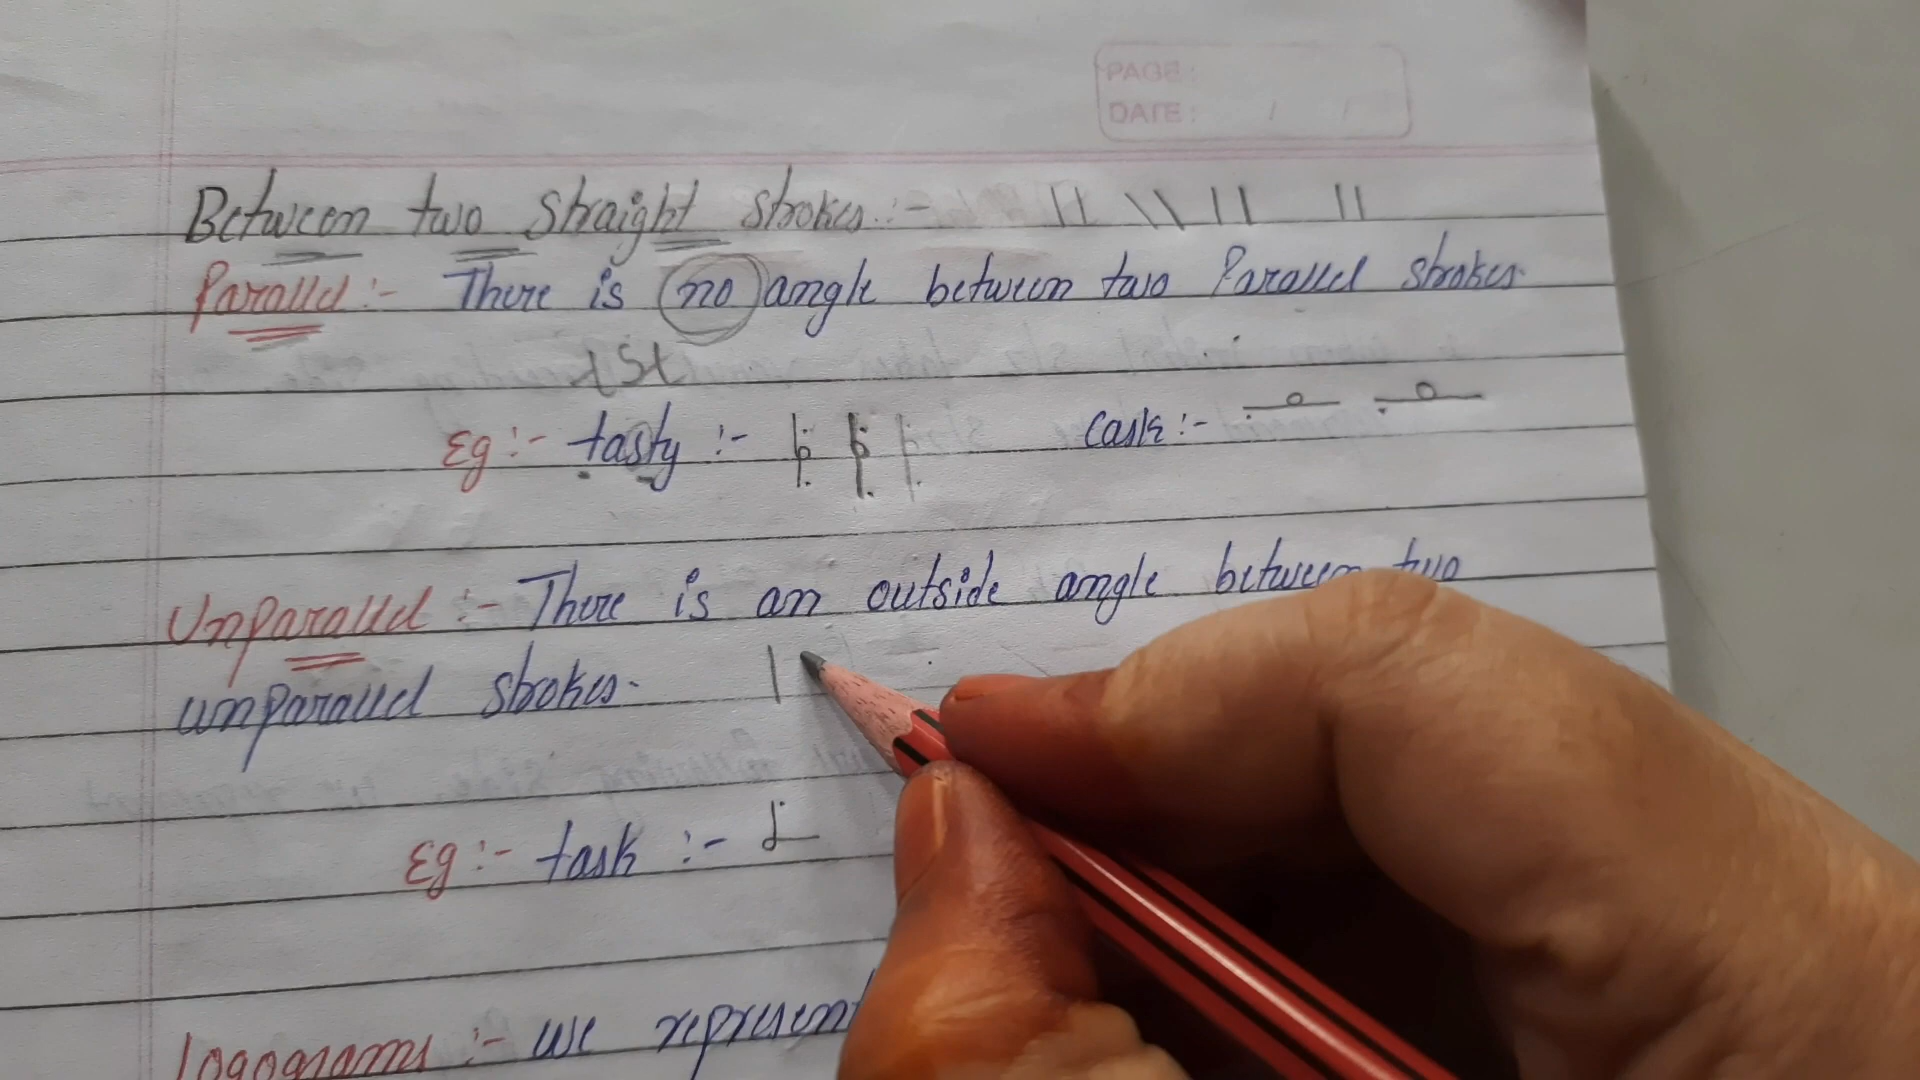 PAGE:
DATE: / /
Between two straight strokes :-
Parallel :- There is no angle between two Parallel strokes.
tst
Eg :- tasty :- Cask :-
Unparallel :- There is an outside angle between two
unparallel strokes.
Eg :- task :-
Logograms :- we represent